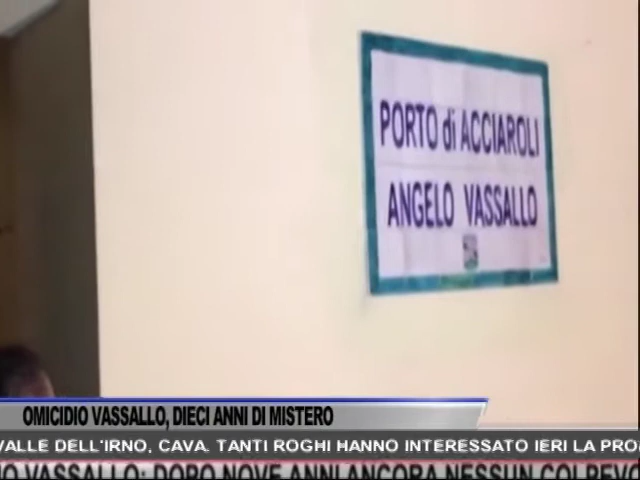 PORTO di ACCIAROLI
ANGELO VASSALLO
OMICIDIO VASSALLO, DIECI ANNI DI MISTERO
VALLE DELL'IRNO, CAVA. TANTI ROGHI HANNO INTERESSATO IERI LA
VASSALLO: DOPO NOVE ANNI ANCORA NESSUN